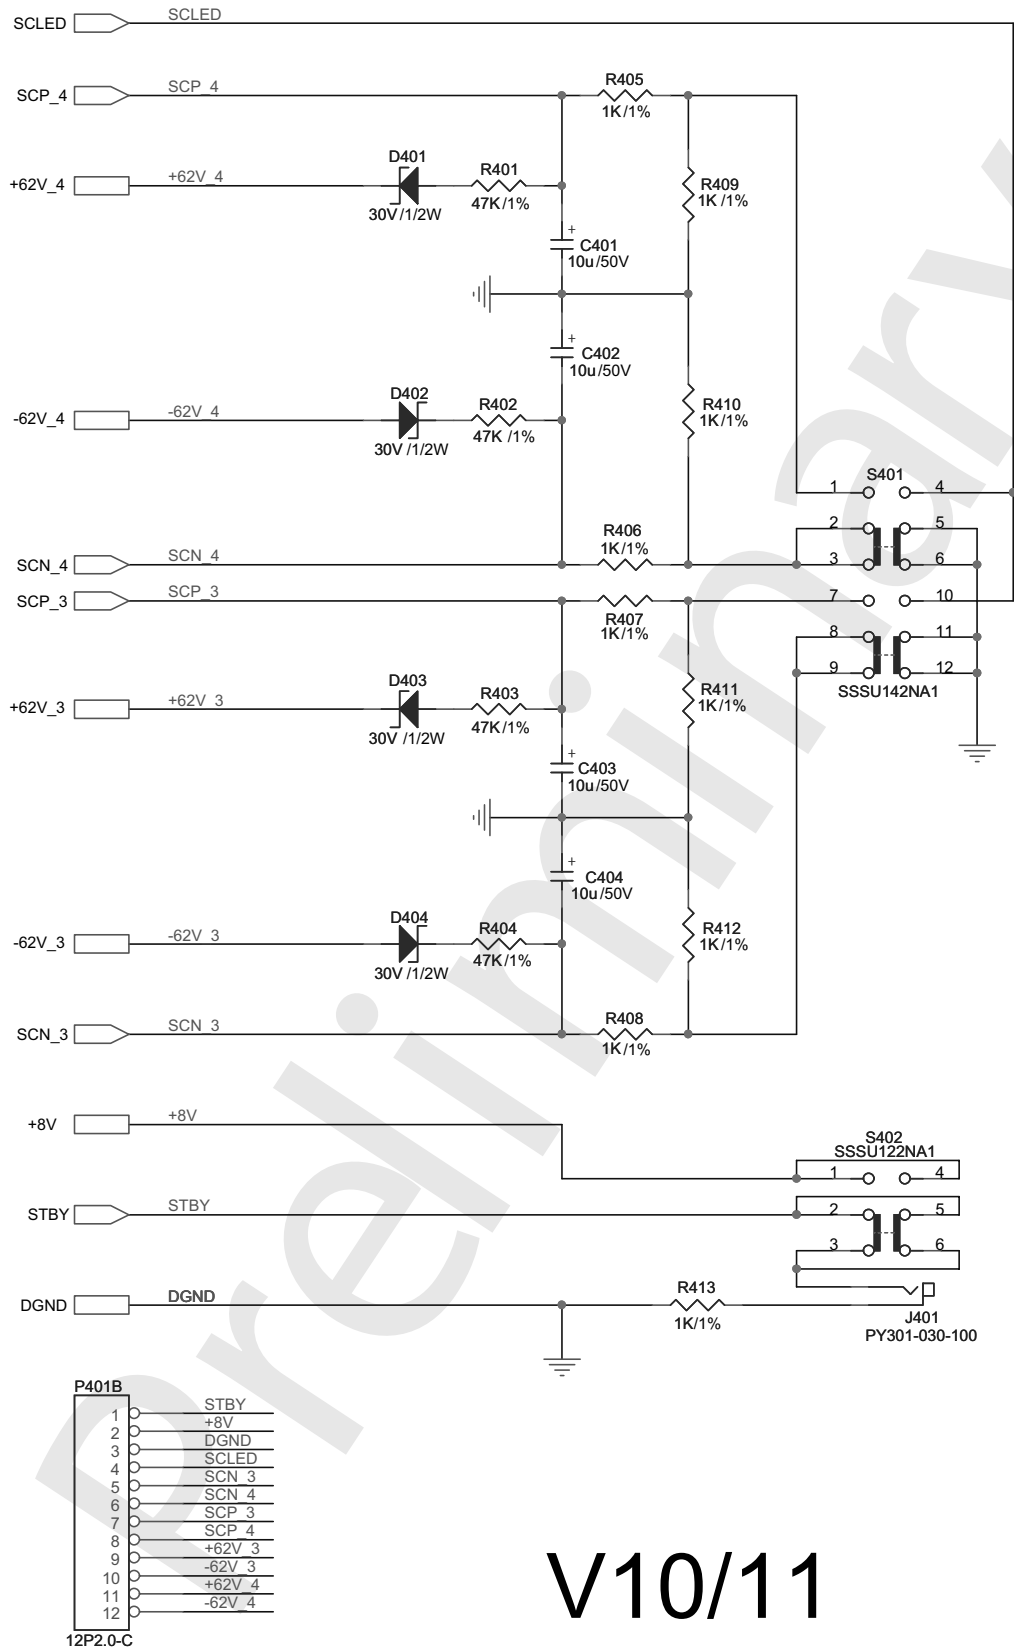 SCLED SCLED
SCP_4 SCP_4 R405
1K/1%
+62V_4 +62V_4 D401 R401 R409
30V/1/2W 47K/1% 1K/1%
+
C401
10u/50V
+
C402
10u/50V
-62V_4 -62V_4 D402 R402 R410
30V/1/2W 47K/1% 1K/1%
S401
1 4
2 5
R406
1K/1%
SCN_4 SCN_4 3 6
SCP_3 SCP_3 7 10
R407
1K/1%
8 11
9 12
SSSU142NA1
+62V_3 +62V_3 D403 R403 R411
30V/1/2W 47K/1% 1K/1%
+
C403
10u/50V
+
C404
10u/50V
-62V_3 -62V_3 D404 R404 R412
30V/1/2W 47K/1% 1K/1%
SCN_3 SCN_3 R408
1K/1%
+8V +8V
S402
SSSU122NA1
1 4
STBY STBY 2 5
3 6
DGND DGND R413
1K/1%
J401
PY301-030-100
P401B
1 STBY
2 +8V
3 DGND
4 SCLED
5 SCN_3
6 SCN_4
7 SCP_3
8 SCP_4
9 +62V_3
10 -62V_3
11 +62V_4
12 -62V_4
12P2.0-C
V10/11
Preliminary